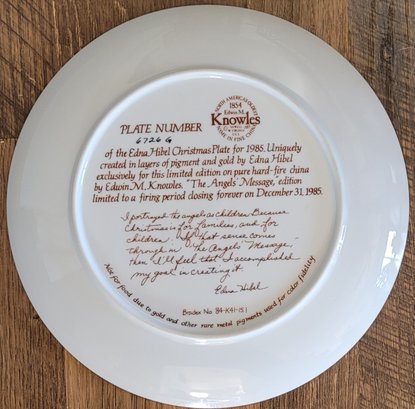 NORTH AMERICA'S OLDEST
1854
Edwin M.
Knowles
NAME IN FINE CHINA
PLATE NUMBER
6726 G
of the Edna Hibel Christmas Plate for 1985. Uniquely
created in layers of pigment and gold by Edna Hibel
exclusively for this limited edition on pure hard-fire china
by Edwin M. Knowles. "The Angels' Message," edition
limited to a firing period closing forever on December 31, 1985.
I portrayed the angels as children because
Christmas is for families, and for
children. If that sense comes
through in "The Angels' Message,"
then I'll feel that I accomplished
my goal in creating it.
Edna Hibel
Not for food due to gold and other rare metal pigments used for color fidelity
Bradex No 84-K41-15.1